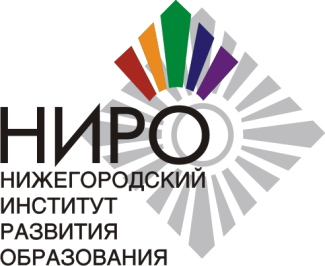 НИРО
НИЖЕГОРОДСКИЙ
ИНСТИТУТ
РАЗВИТИЯ
ОБРАЗОВАНИЯ